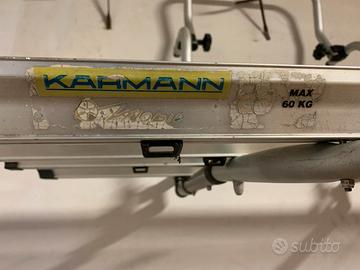 KARMANN
MAX
60 KG
subito